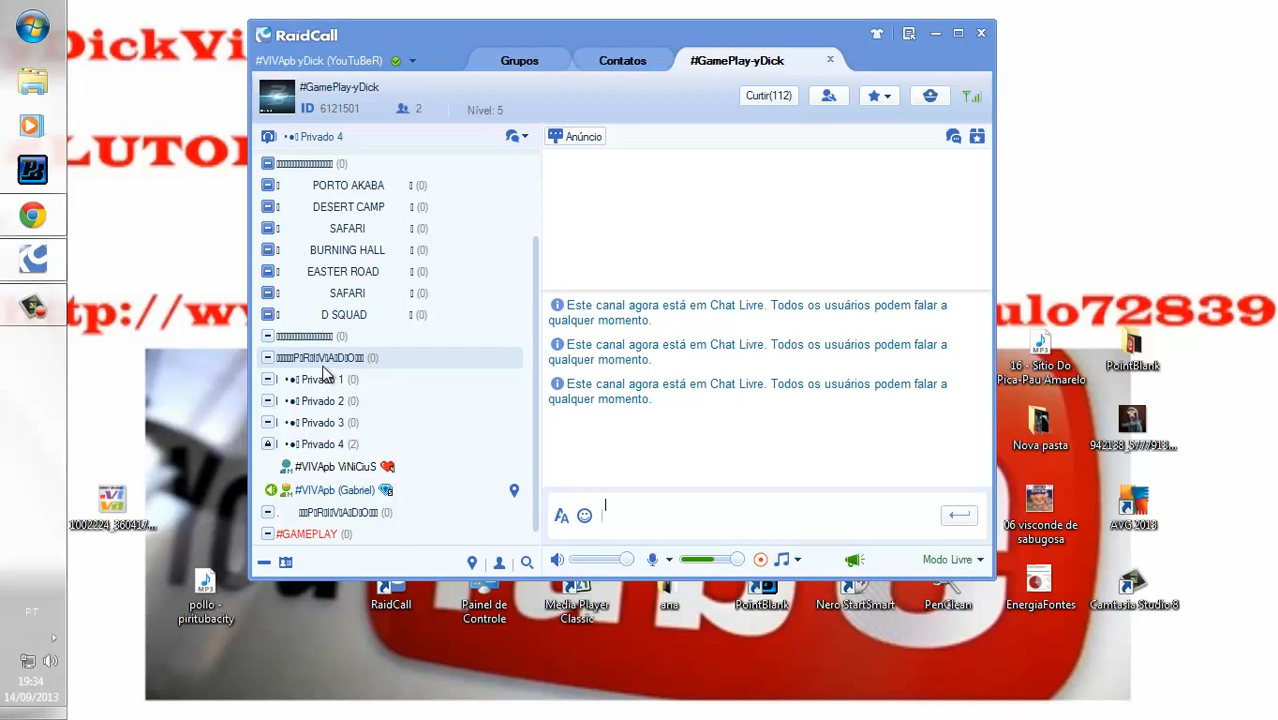 RaidCall
#VIVApb yDick (YouTuBeR)
Grupos
Contatos
#GamePlay-yDick
#GamePlay-yDick
ID 6121501
2
Nível: 5
Curtir(112)
Privado 4
Anúncio
(0)
PORTO AKABA (0)
DESERT CAMP (0)
SAFARI (0)
BURNING HALL (0)
EASTER ROAD (0)
SAFARI (0)
D SQUAD (0)
(0)
PRIVADO (0)
Privado 1 (0)
Privado 2 (0)
Privado 3 (0)
Privado 4 (2)
#VIVApb ViNiCiuS
#VIVApb (Gabriel)
PRIVADO (0)
#GAMEPLAY (0)
Este canal agora está em Chat Livre. Todos os usuários podem falar a
qualquer momento.
Este canal agora está em Chat Livre. Todos os usuários podem falar a
qualquer momento.
Este canal agora está em Chat Livre. Todos os usuários podem falar a
qualquer momento.
Modo Livre
16 - Sítio Do
Pica-Pau Amarelo
PointBlank
Nova pasta
942138_5777913...
06 visconde de
sabugosa
AVG 2013
EnergiaFontes
Camtasia Studio 8
1002224_360417...
pollo -
piritubacity
RaidCall
Painel de
Controle
Media Player
Classic
ana
PointBlank
Nero StartSmart
PenClean
PT
19:34
14/09/2013